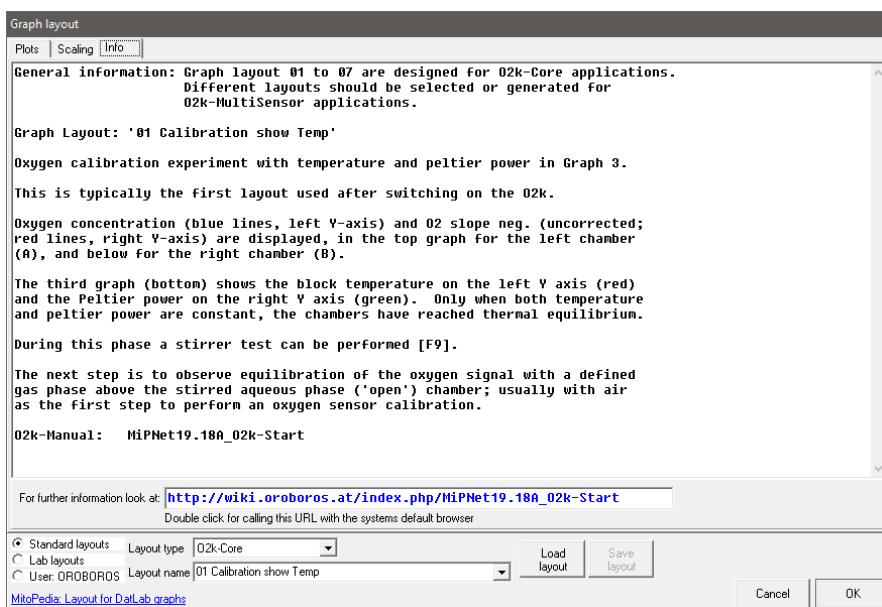 Graph layout
Plots Scaling Info
General information: Graph layout 01 to 07 are designed for O2k-Core applications.
Different layouts should be selected or generated for
O2k-MultiSensor applications.
Graph Layout: '01 Calibration show Temp'
Oxygen calibration experiment with temperature and peltier power in Graph 3.
This is typically the first layout used after switching on the O2k.
Oxygen concentration (blue lines, left Y-axis) and O2 slope neg. (uncorrected;
red lines, right Y-axis) are displayed, in the top graph for the left chamber
(A), and below for the right chamber (B).
The third graph (bottom) shows the block temperature on the left Y axis (red)
and the Peltier power on the right Y axis (green). Only when both temperature
and peltier power are constant, the chambers have reached thermal equilibrium.
During this phase a stirrer test can be performed [F9].
The next step is to observe equilibration of the oxygen signal with a defined
gas phase above the stirred aqueous phase ('open') chamber; usually with air
as the first step to perform an oxygen sensor calibration.
O2k-Manual: MiPNet19.18A_O2k-Start
For further information look at: http://wiki.oroboros.at/index.php/MiPNet19.18A_O2k-Start
Double click for calling this URL with the systems default browser
Standard layouts
Lab layouts
User: OROBOROS
Layout type O2k-Core
Layout name 01 Calibration show Temp
Load layout
Save layout
MitoPedia: Layout for DatLab graphs
Cancel OK